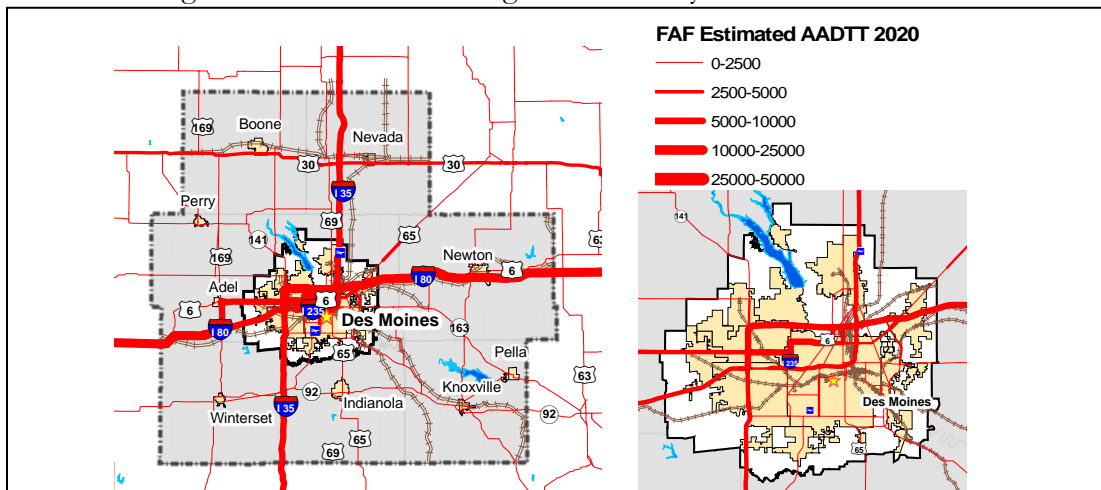 FAF Estimated AADTT 2020
0-2500
2500-5000
5000-10000
10000-25000
25000-50000
169
Boone
Nevada
30
30
I 35
Perry
69
141
65
169
Newton
63
6
I 80
Adel
6
6
235
I 80
Des Moines
163
65
Pella
63
Knoxville
92
Indianola
92
Winterset
I 35
65
69
141
6
235
Des Moines
65